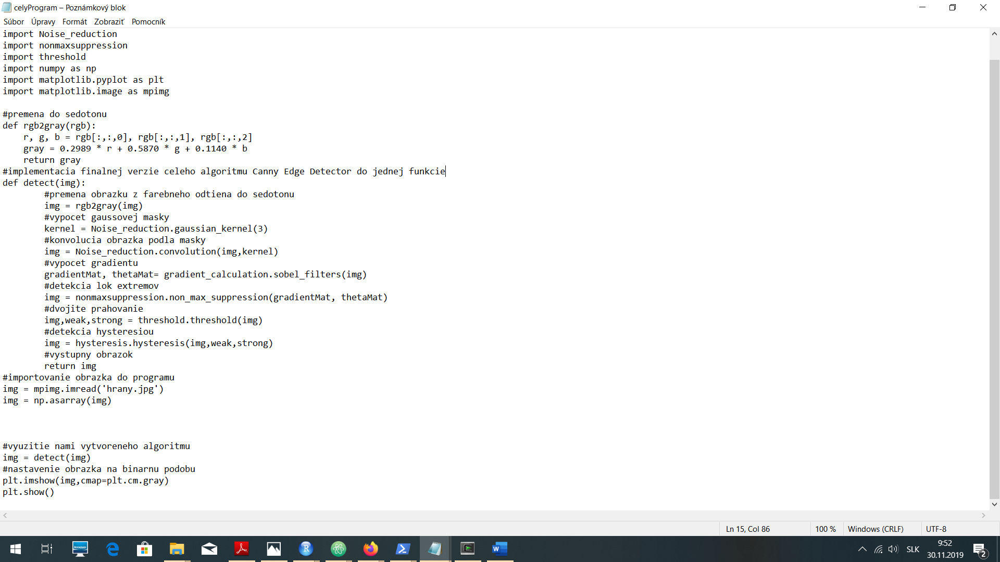 celyProgram – Poznámkový blok
Súbor Úpravy Formát Zobraziť Pomocník
import Noise_reduction
import nonmaxsuppression
import threshold
import numpy as np
import matplotlib.pyplot as plt
import matplotlib.image as mpimg
#premena do sedotonu
def rgb2gray(rgb):
    r, g, b = rgb[:,:,0], rgb[:,:,1], rgb[:,:,2]
    gray = 0.2989 * r + 0.5870 * g + 0.1140 * b
    return gray
#implementacia finalnej verzie celeho algoritmu Canny Edge Detector do jednej funkcie
def detect(img):
        #premena obrazku z farebneho odtiena do sedotonu
        img = rgb2gray(img)
        #vypocet gaussovej masky
        kernel = Noise_reduction.gaussian_kernel(3)
        #konvolucia obrazka podla masky
        img = Noise_reduction.convolution(img,kernel)
        #vypocet gradientu
        gradientMat, thetaMat= gradient_calculation.sobel_filters(img)
        #detekcia lok extremov
        img = nonmaxsuppression.non_max_suppression(gradientMat, thetaMat)
        #dvojite prahovanie
        img,weak,strong = threshold.threshold(img)
        #detekcia hysteresiou
        img = hysteresis.hysteresis(img,weak,strong)
        #vystupny obrazok
        return img
#importovanie obrazka do programu
img = mpimg.imread('hrany.jpg')
img = np.asarray(img)
#vyuzitie nami vytvoreneho algoritmu
img = detect(img)
#nastavenie obrazka na binarnu podobu
plt.imshow(img,cmap=plt.cm.gray)
plt.show()
Ln 15, Col 86 100 % Windows (CRLF) UTF-8
SLK 9:52
30.11.2019 2